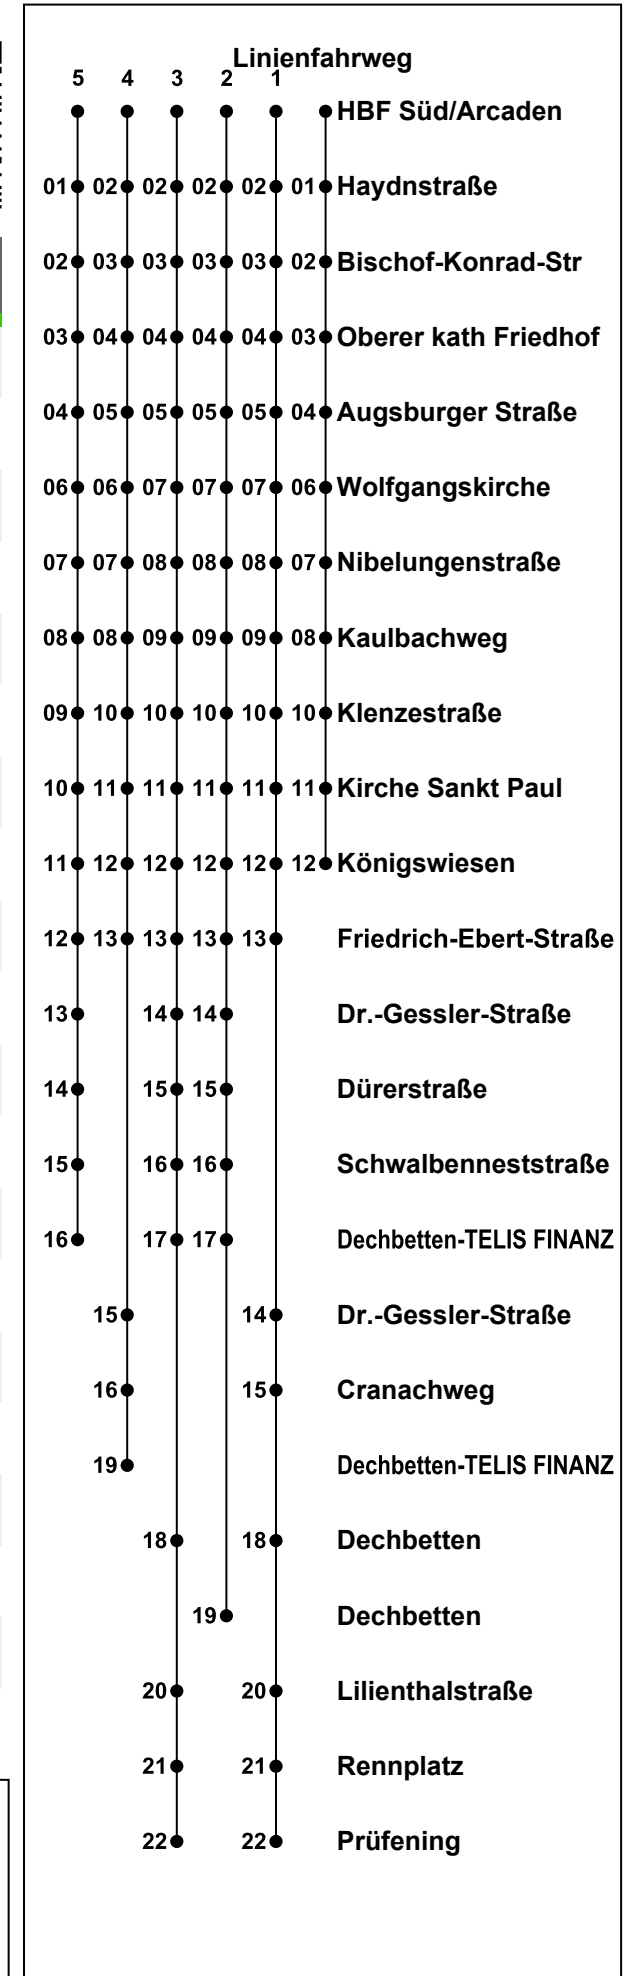 Linienfahrweg
5 4 3 2 1
HBF Süd/Arcaden
01 02 02 02 02 01 Haydnstraße
02 03 03 03 03 02 Bischof-Konrad-Str
03 04 04 04 04 03 Oberer kath Friedhof
04 05 05 05 05 04 Augsburger Straße
06 06 07 07 07 06 Wolfgangskirche
07 07 08 08 08 07 Nibelungenstraße
08 08 09 09 09 08 Kaulbachweg
09 10 10 10 10 10 Klenzestraße
10 11 11 11 11 11 Kirche Sankt Paul
11 12 12 12 12 12 Königswiesen
12 13 13 13 13 Friedrich-Ebert-Straße
13 14 14 Dr.-Gessler-Straße
14 15 15 Dürerstraße
15 16 16 Schwalbenneststraße
16 17 17 Dechbetten-TELIS FINANZ
15 14 Dr.-Gessler-Straße
16 15 Cranachweg
19 Dechbetten-TELIS FINANZ
18 18 Dechbetten
19 Dechbetten
20 20 Lilienthalstraße
21 21 Rennplatz
22 22 Prüfening